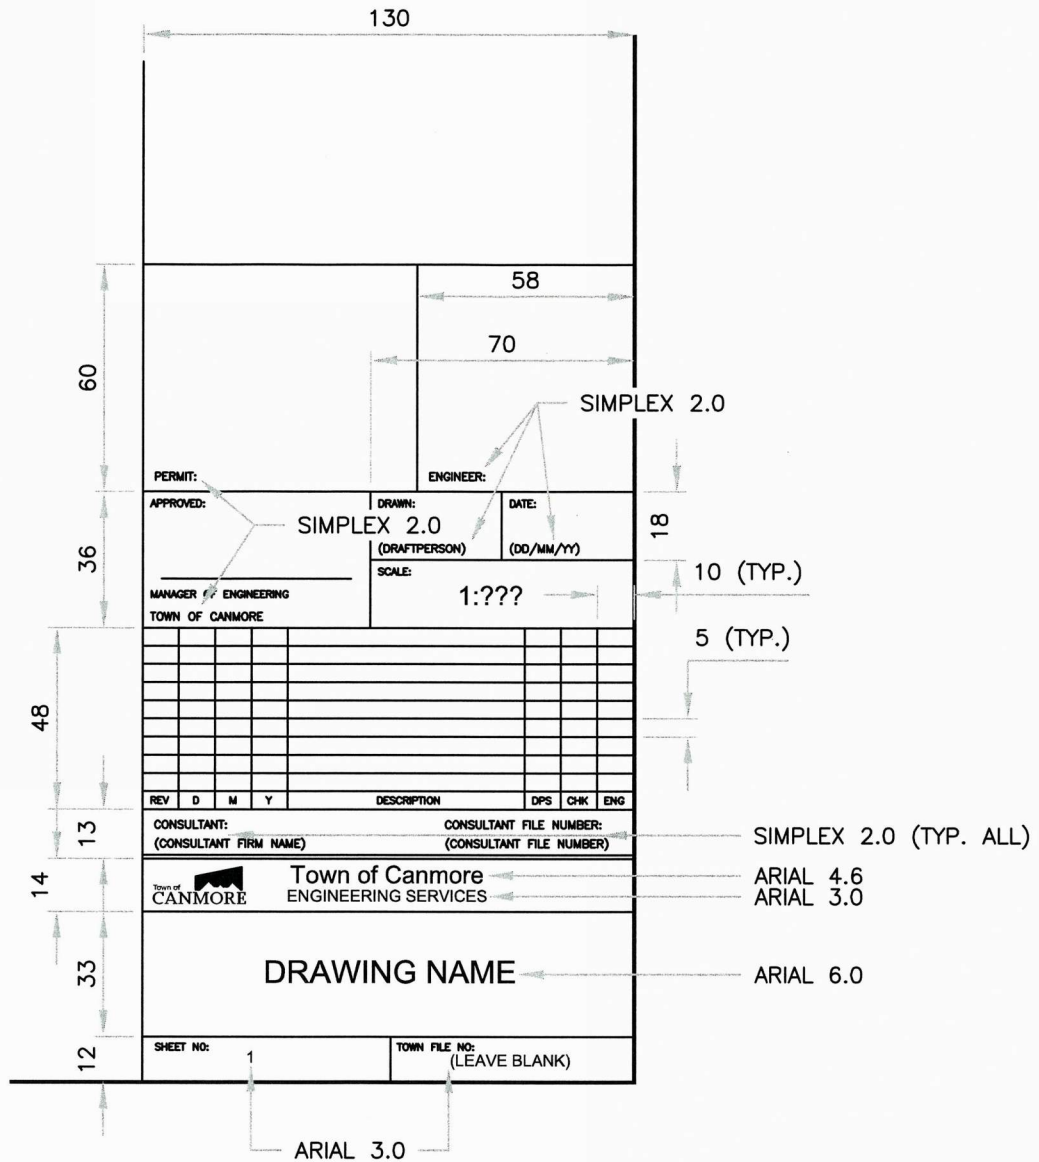 130
58
70
60
SIMPLEX 2.0
PERMIT:
ENGINEER:
APPROVED:
DRAWN:
DATE:
SIMPLEX 2.0
18
36
(DRAFTPERSON)
(DD/MM/YY)
SCALE:
10 (TYP.)
1:???
MANAGER OF ENGINEERING
TOWN OF CANMORE
5 (TYP.)
48
REV D M Y DESCRIPTION DPS CHK ENG
13
CONSULTANT:
CONSULTANT FILE NUMBER:
(CONSULTANT FIRM NAME)
(CONSULTANT FILE NUMBER)
SIMPLEX 2.0 (TYP. ALL)
14
Town of
CANMORE
Town of Canmore
ARIAL 4.6
ENGINEERING SERVICES
ARIAL 3.0
33
DRAWING NAME
ARIAL 6.0
12
SHEET NO:
1
TOWN FILE NO:
(LEAVE BLANK)
ARIAL 3.0